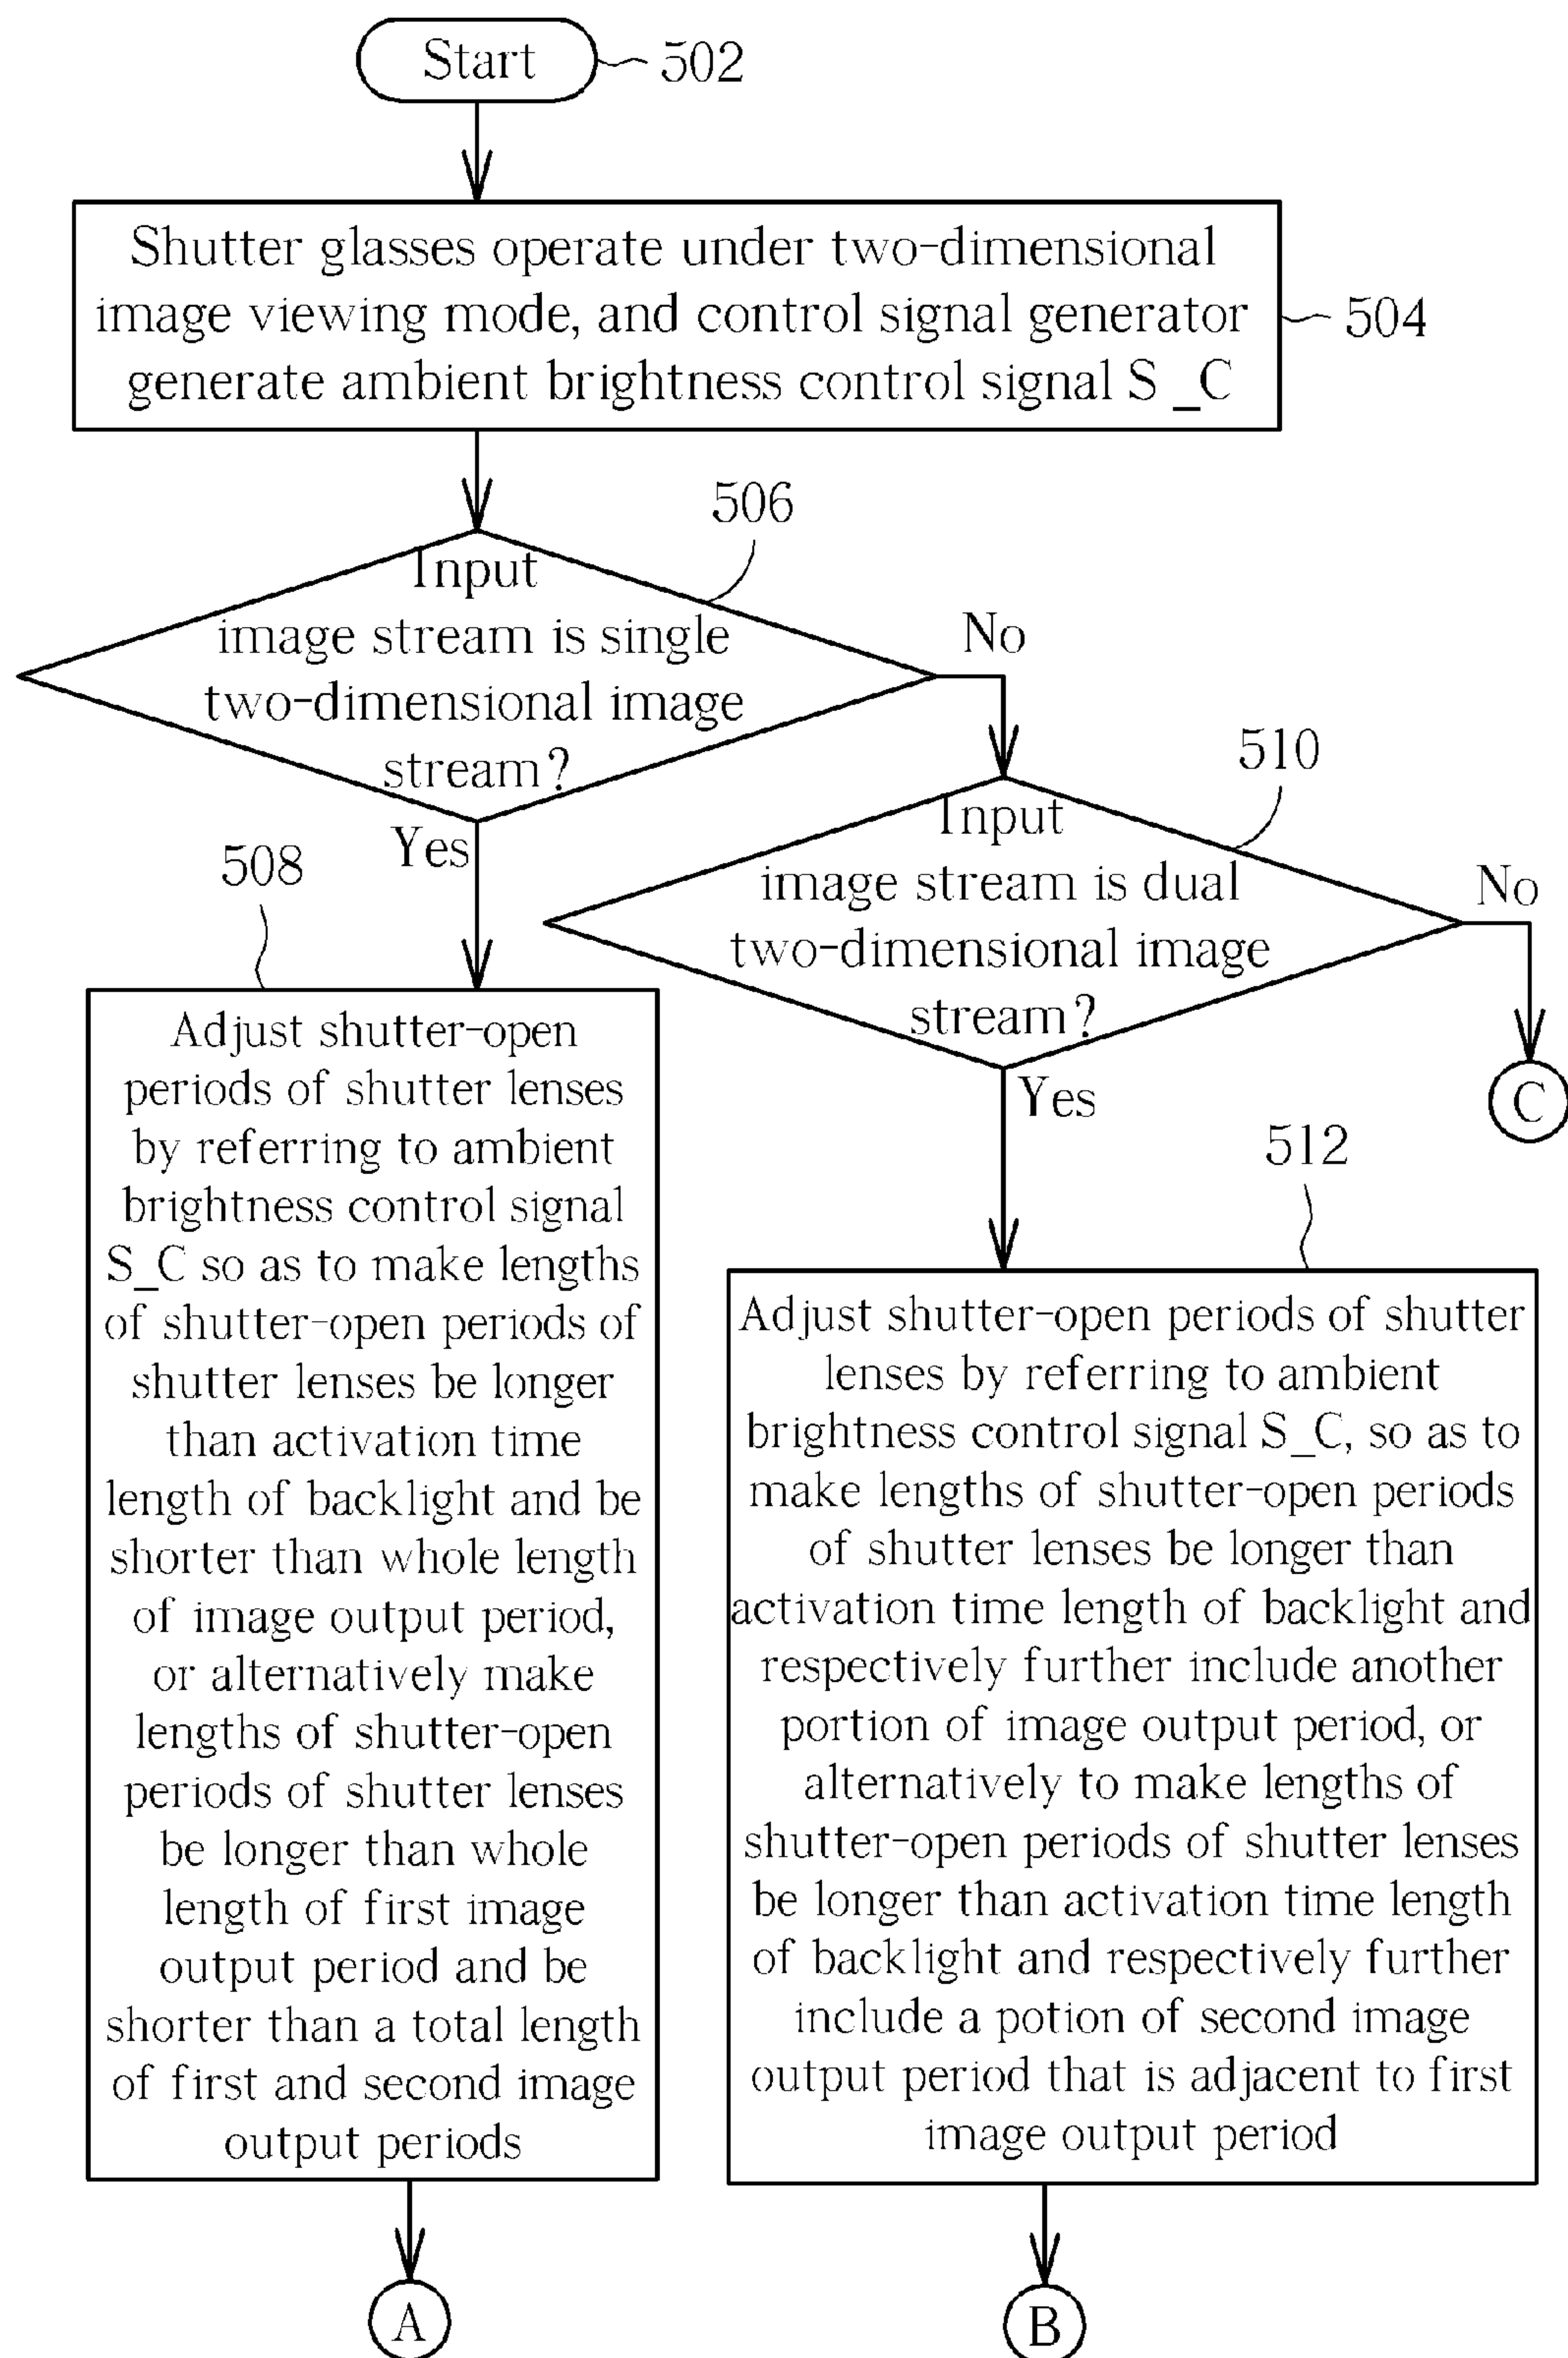 Start
502
Shutter glasses operate under two-dimensional
image viewing mode, and control signal generator
generate ambient brightness control signal S_C
504
506
Input
image stream is single
two-dimensional image
stream?
No
Yes
510
Input
image stream is dual
two-dimensional image
stream?
No
C
Yes
508
Adjust shutter-open
periods of shutter lenses
by referring to ambient
brightness control signal
S_C so as to make lengths
of shutter-open periods of
shutter lenses be longer
than activation time
length of backlight and be
shorter than whole length
of image output period,
or alternatively make
lengths of shutter-open
periods of shutter lenses
be longer than whole
length of first image
output period and be
shorter than a total length
of first and second image
output periods
A
512
Adjust shutter-open periods of shutter
lenses by referring to ambient
brightness control signal S_C, so as to
make lengths of shutter-open periods
of shutter lenses be longer than
activation time length of backlight and
respectively further include another
portion of image output period, or
alternatively to make lengths of
shutter-open periods of shutter lenses
be longer than activation time length
of backlight and respectively further
include a potion of second image
output period that is adjacent to first
image output period
B